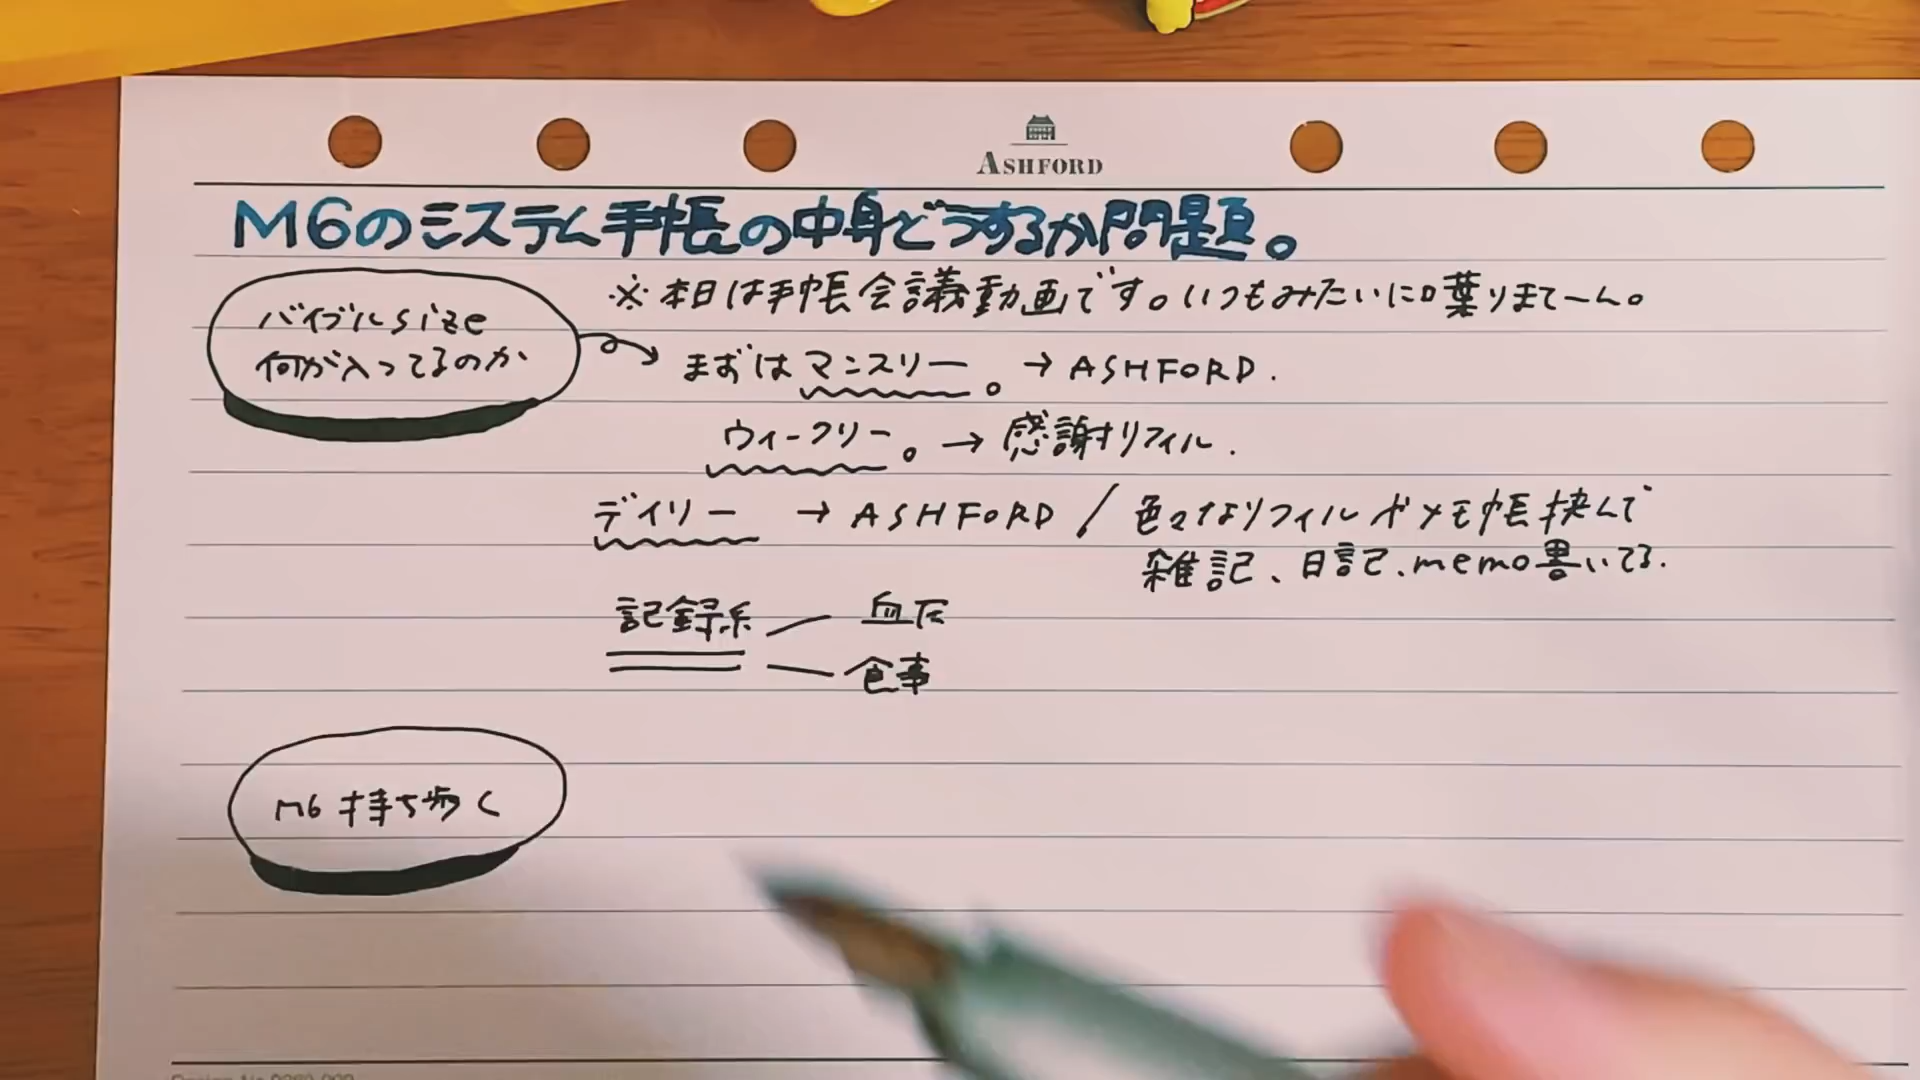 ASHFORD
M6のシステム手帳の中身どうするか問題。
※本日は手帳会議動画です。いつもみたいに喋りまてーん。
バイブルsize
何が入ってるのか
まずはマンスリー。→ASHFORD.
ウィークリー。→感謝リフィル.
デイリー →ASHFORD/色々なリフィルやメモ帳挟んで
雑記、日記、memo書いてる.
記録系 血圧
食事
M6持ち歩く